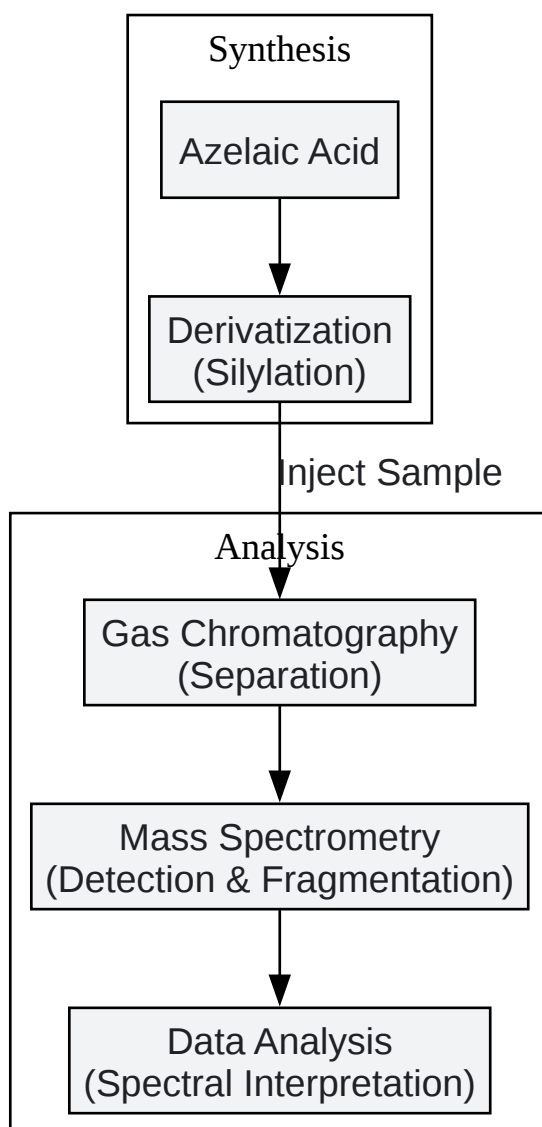 Synthesis
Azelaic Acid
Derivatization
(Silylation)
Inject Sample
Analysis
Gas Chromatography
(Separation)
Mass Spectrometry
(Detection & Fragmentation)
Data Analysis
(Spectral Interpretation)